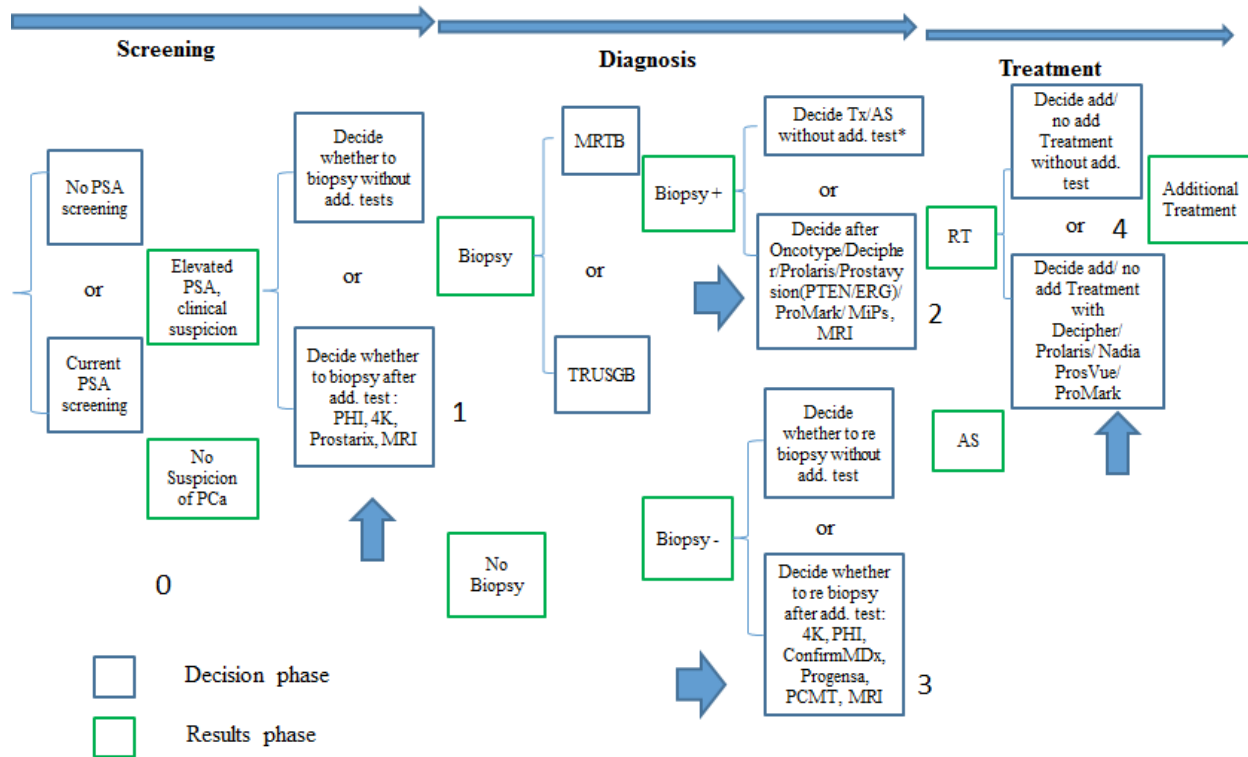 Screening
Diagnosis
Treatment
No PSA
screening
or
Current
PSA
screening
Elevated
PSA,
clinical
suspicion
No
Suspicion
of PCa
0
Decide
whether to
biopsy without
add. tests
or
Decide whether
to biopsy after
add. test :
PHI, 4K,
Prostarix, MRI
1
Biopsy
No
Biopsy
MRTB
or
TRUSGB
Biopsy +
Decide Tx/AS
without add. test*
or
Decide after
Oncotype/Deciph
er/Prolaris/Prostavy
sion(PTEN/ERG)/
ProMark/ MiPs,
MRI
2
Biopsy -
Decide
whether to re
biopsy without
add. test
or
Decide whether
to re biopsy
after add. test:
4K, PHI,
ConfirmMDx,
Progensa,
PCMT, MRI
3
RT
AS
Decide add/
no add
Treatment
without add.
test
or
4
Decide add/ no
add Treatment
with
Decipher/
Prolaris/ Nadia
ProsVue/
ProMark
Additional
Treatment
Decision phase
Results phase